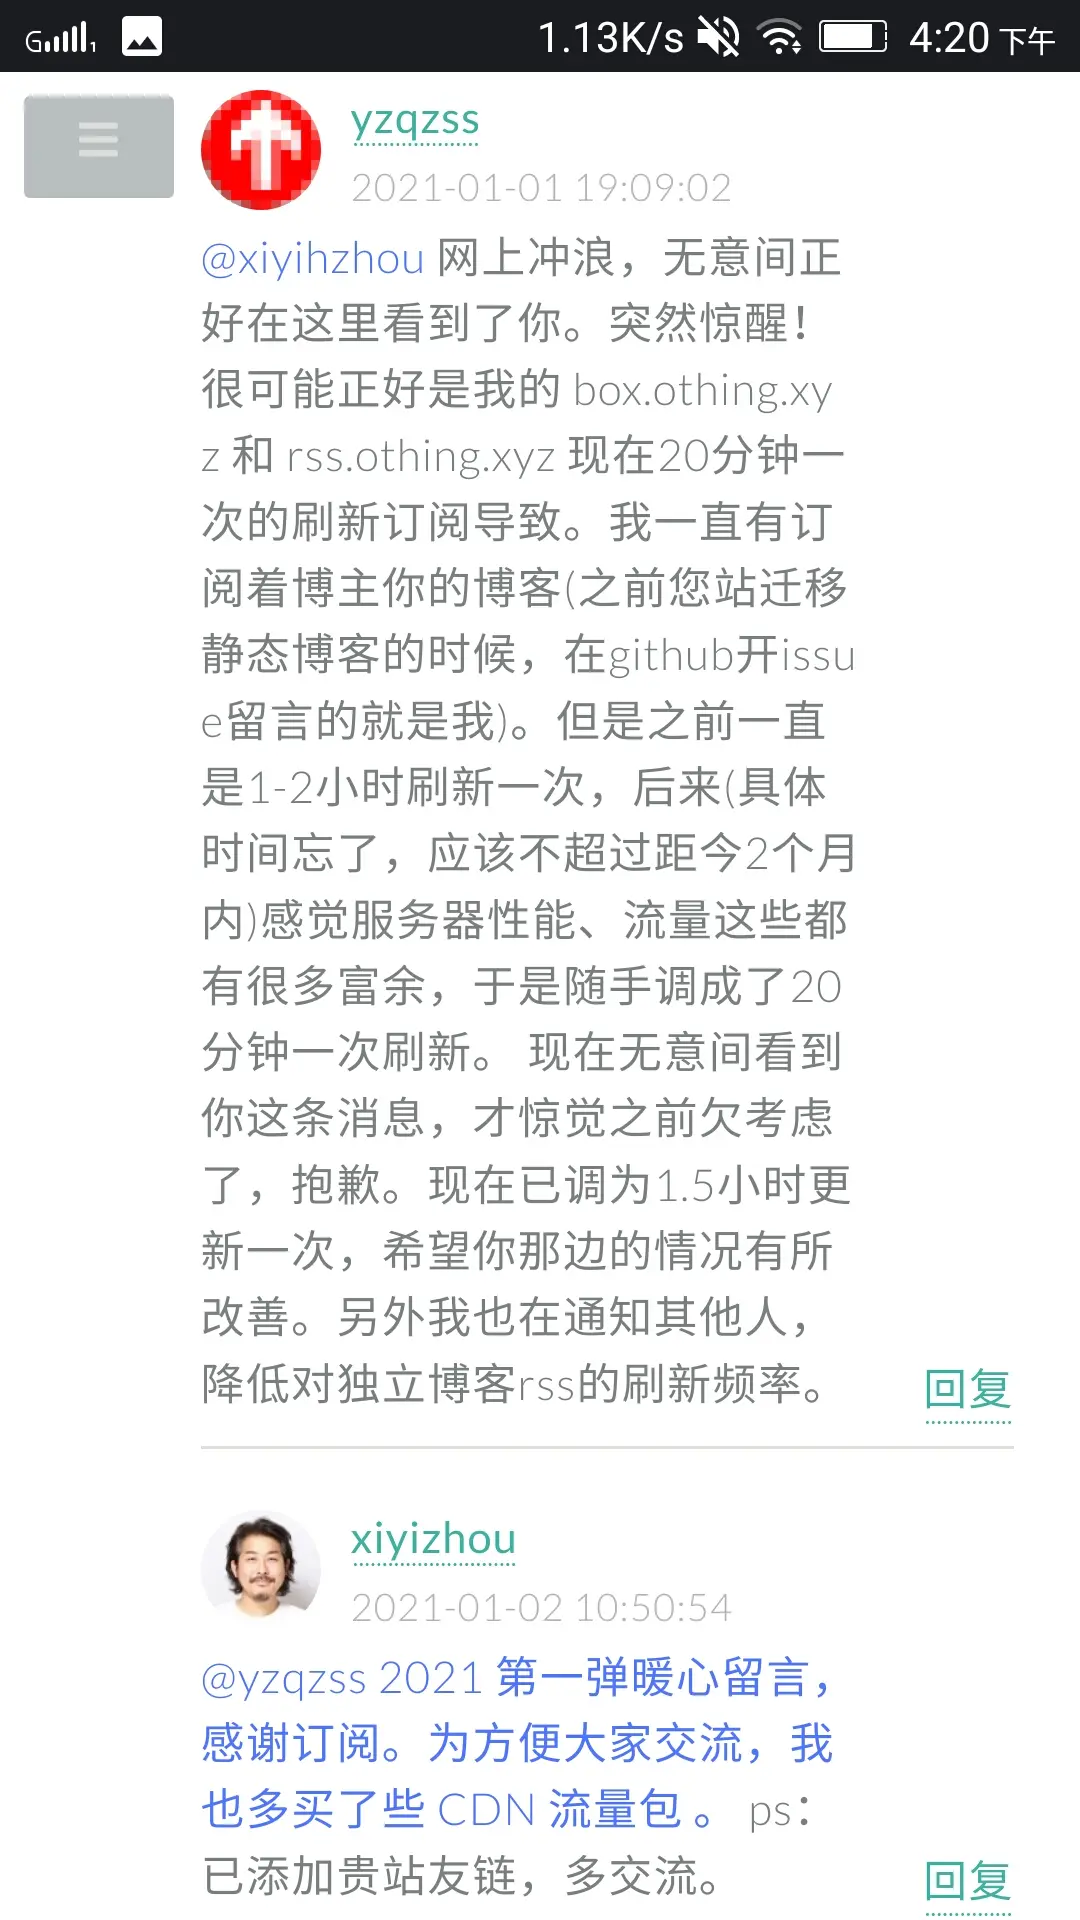 G 1 1.13K/s 4:20 下午
yzqzss
2021-01-01 19:09:02
@xiyihzhou 网上冲浪，无意间正
好在这里看到了你。突然惊醒！
很可能正好是我的 box.othing.xy
z 和 rss.othing.xyz 现在20分钟一
次的刷新订阅导致。我一直有订
阅着博主你的博客(之前您站迁移
静态博客的时候，在github开issu
e留言的就是我)。但是之前一直
是1-2小时刷新一次，后来(具体
时间忘了，应该不超过距今2个月
内)感觉服务器性能、流量这些都
有很多富余，于是随手调成了20
分钟一次刷新。 现在无意间看到
你这条消息，才惊觉之前欠考虑
了，抱歉。现在已调为1.5小时更
新一次，希望你那边的情况有所
改善。另外我也在通知其他人，
降低对独立博客rss的刷新频率。
回复
xiyizhou
2021-01-02 10:50:54
@yzqzss 2021 第一弹暖心留言，
感谢订阅。为方便大家交流，我
也多买了些 CDN 流量包 。 ps：
已添加贵站友链，多交流。
回复